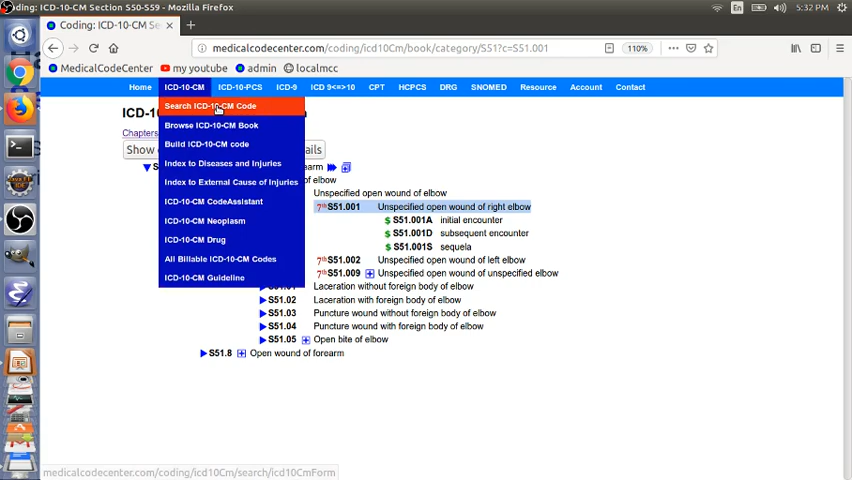 Coding: ICD-10-CM Section S50-S59 - Mozilla Firefox
En
5:32 PM
Coding: ICD-10-CM Se
medicalcodecenter.com/coding/icd10Cm/book/category/S51?c=S51.001
110%
MedicalCodeCenter
my youtube
admin
localmcc
Home ICD-10-CM ICD-10-PCS ICD-9 ICD 9<=>10 CPT HCPCS DRG SNOMED Resource Account Contact
Search ICD-10-CM Code
Browse ICD-10-CM Book
Build ICD-10-CM code
Index to Diseases and Injuries
Index to External Cause of Injuries
ICD-10-CM CodeAssistant
ICD-10-CM Neoplasm
ICD-10-CM Drug
All Billable ICD-10-CM Codes
ICD-10-CM Guideline
Chapters
Show
of elbow
Unspecified open wound of elbow
7th S51.001 Unspecified open wound of right elbow
$ S51.001A initial encounter
$ S51.001D subsequent encounter
$ S51.001S sequela
7th S51.002 Unspecified open wound of left elbow
7th S51.009 Unspecified open wound of unspecified elbow
Laceration without foreign body of elbow
S51.02 Laceration with foreign body of elbow
S51.03 Puncture wound without foreign body of elbow
S51.04 Puncture wound with foreign body of elbow
S51.05 Open bite of elbow
S51.8 Open wound of forearm
medicalcodecenter.com/coding/icd10Cm/search/icd10CmForm